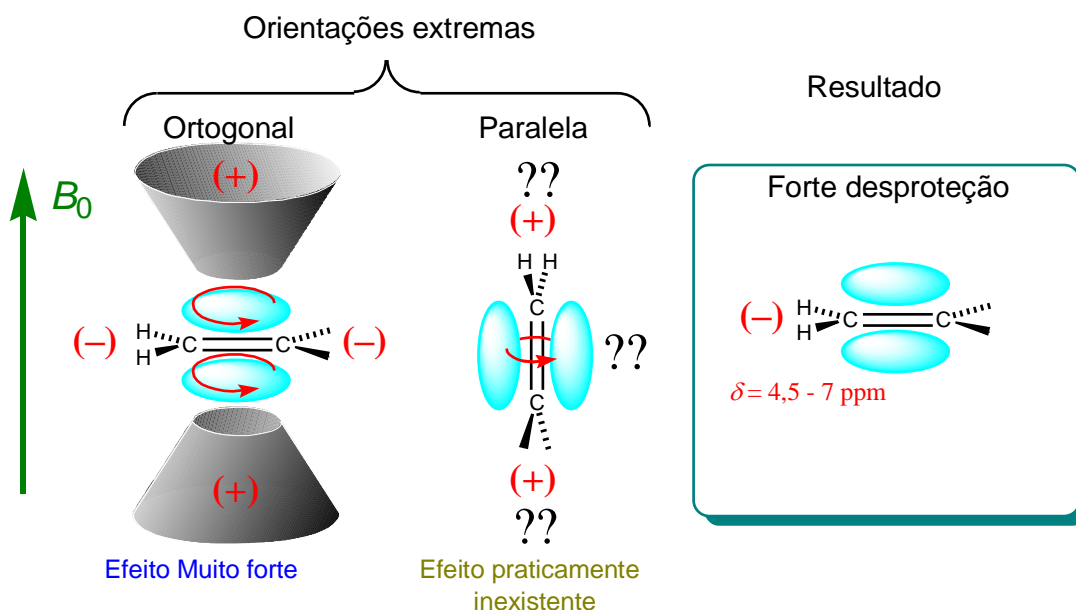 Orientações extremas
Resultado
Ortogonal
Paralela
(+)
??
(+)
Forte desproteção
B0
H H
C
(–)
H
H
C
C
(–)
??
(–)
H
H
C
C
C
δ = 4,5 - 7 ppm
(+)
(+)
??
Efeito Muito forte
Efeito praticamente
inexistente